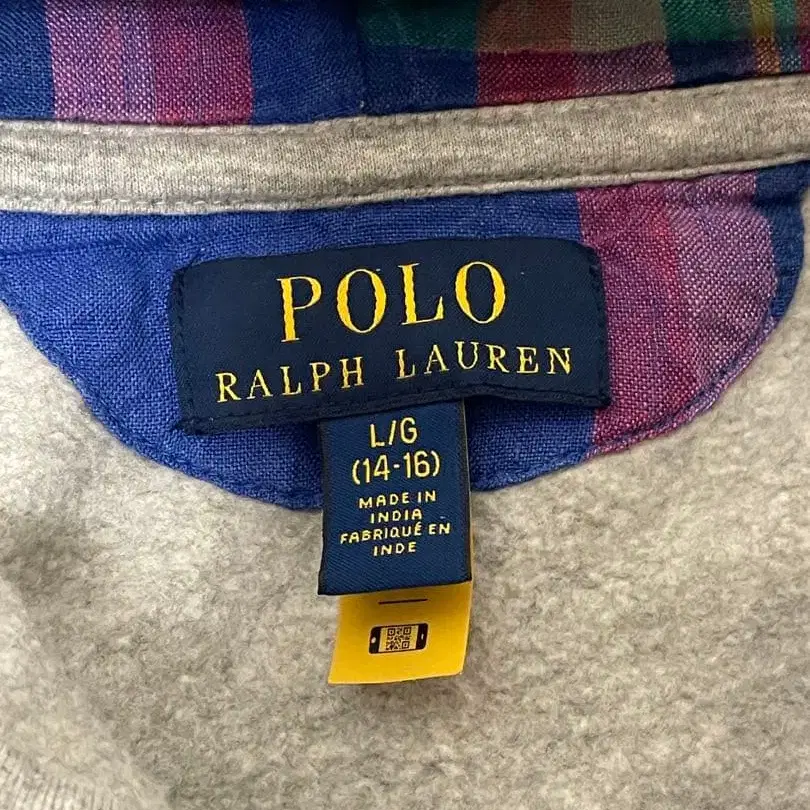 POLO
RALPH LAUREN
L/G
(14-16)
MADE IN
INDIA
FABRIQUÉ EN
INDE